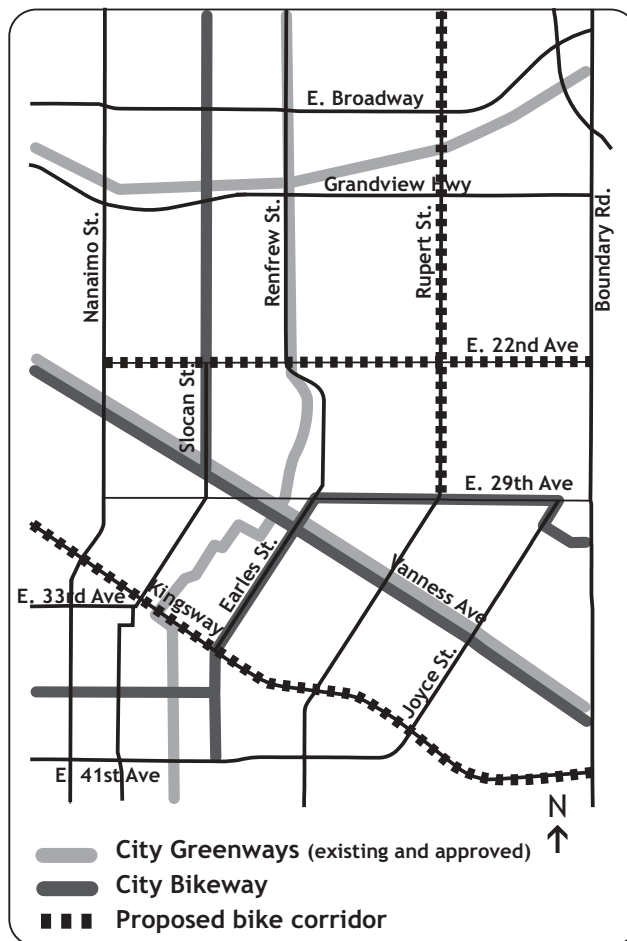 E. Broadway
Grandview Hwy
Nanaimo St.
Renfrew St.
Rupert St.
Boundary Rd.
E. 22nd Ave
Slocan St.
E. 29th Ave
E. 33rd Ave
Kingsway
Earles St.
Vanness Ave
Joyce St.
E. 41st Ave
N
City Greenways (existing and approved)
City Bikeway
Proposed bike corridor